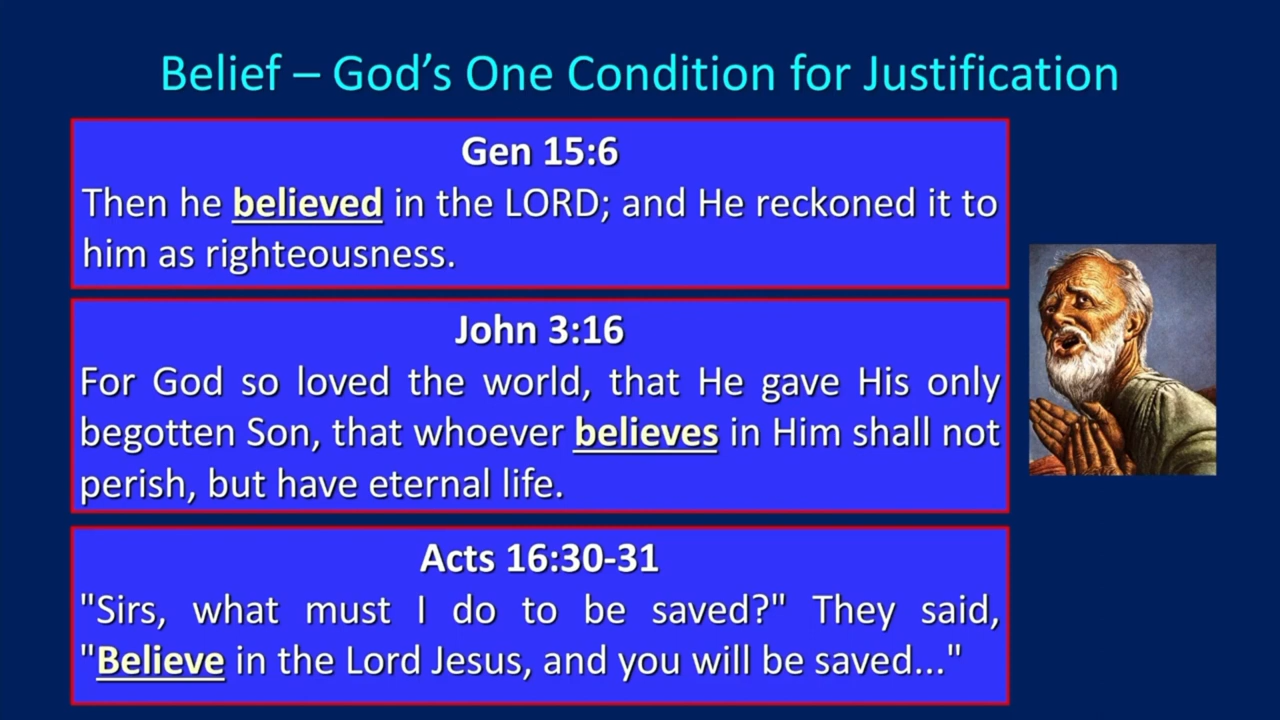 Belief – God’s One Condition for Justification
Gen 15:6
Then he believed in the LORD; and He reckoned it to
him as righteousness.
John 3:16
For God so loved the world, that He gave His only
begotten Son, that whoever believes in Him shall not
perish, but have eternal life.
Acts 16:30-31
"Sirs, what must I do to be saved?" They said,
"Believe in the Lord Jesus, and you will be saved..."